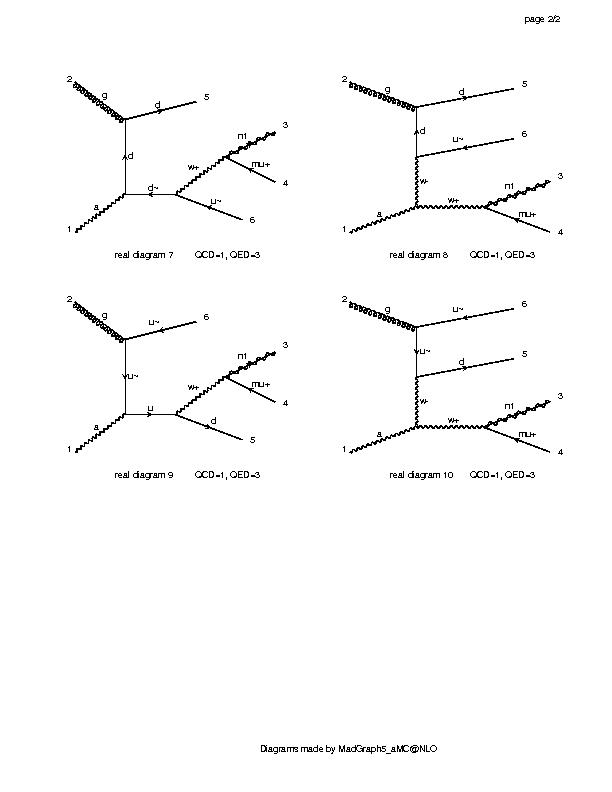 page 2/2
2
g
d
5
d
w+
n1
3
mu+
4
a
d~
u~
6
1
real diagram 7 QCD=1, QED=3
2
g
d
5
d
u~
6
w-
n1
3
a
w+
mu+
4
1
real diagram 8 QCD=1, QED=3
2
g
u~
6
u~
w+
n1
3
mu+
4
a
u
d
5
1
real diagram 9 QCD=1, QED=3
2
g
u~
6
u~
d
5
w-
n1
3
a
w+
mu+
4
1
real diagram 10 QCD=1, QED=3
Diagrams made by MadGraph5_aMC@NLO